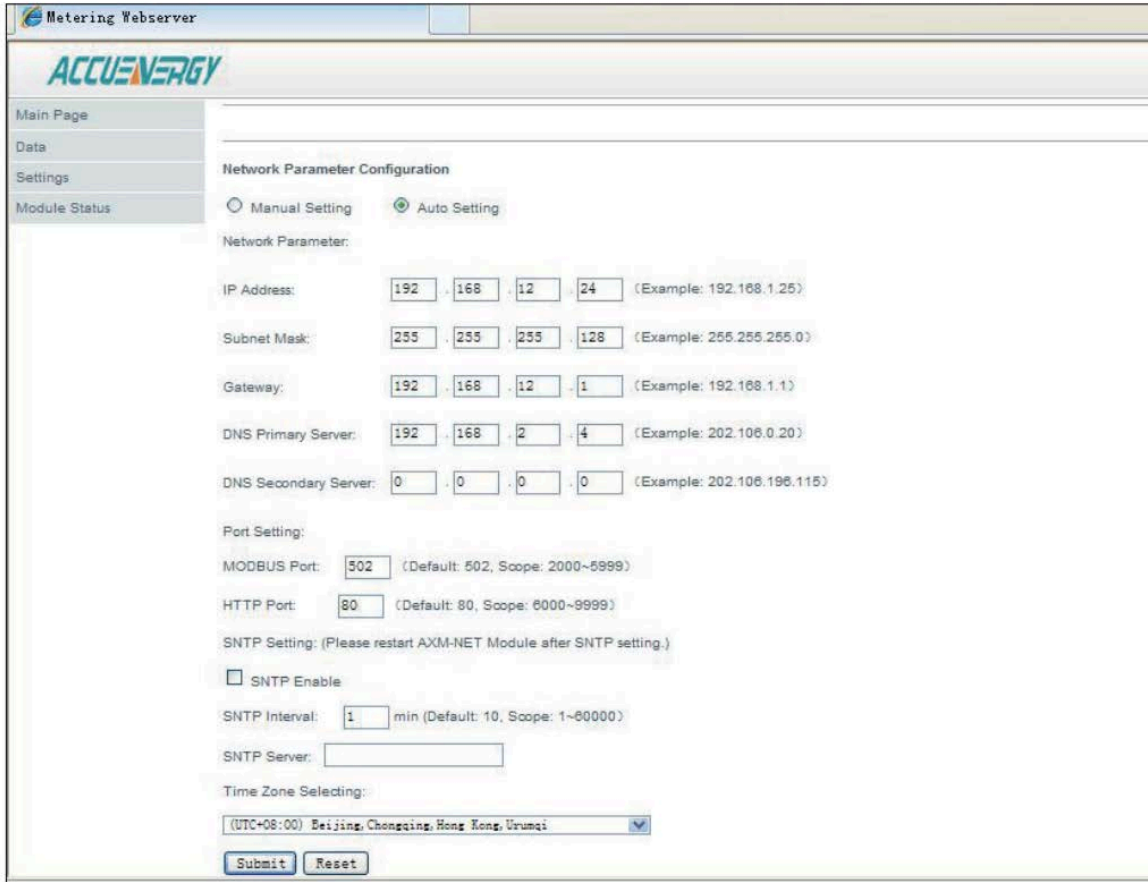 Metering Webserver
ACCUENERGY
Main Page
Data
Settings
Module Status
Network Parameter Configuration
Manual Setting Auto Setting
Network Parameter:
IP Address: 192 . 168 . 12 . 24 (Example: 192.168.1.25)
Subnet Mask: 255 . 255 . 255 . 128 (Example: 255.255.255.0)
Gateway: 192 . 168 . 12 . 1 (Example: 192.168.1.1)
DNS Primary Server: 192 . 168 . 2 . 4 (Example: 202.106.0.20)
DNS Secondary Server: 0 . 0 . 0 . 0 (Example: 202.106.196.115)
Port Setting:
MODBUS Port: 502 (Default: 502, Scope: 2000~5999)
HTTP Port: 80 (Default: 80, Scope: 6000~9999)
SNTP Setting: (Please restart AXM-NET Module after SNTP setting.)
SNTP Enable
SNTP Interval: 1 min (Default: 10, Scope: 1~60000)
SNTP Server:
Time Zone Selecting:
(UTC+08:00) Beijing,Chongqing,Hong Kong,Urumqi
Submit Reset